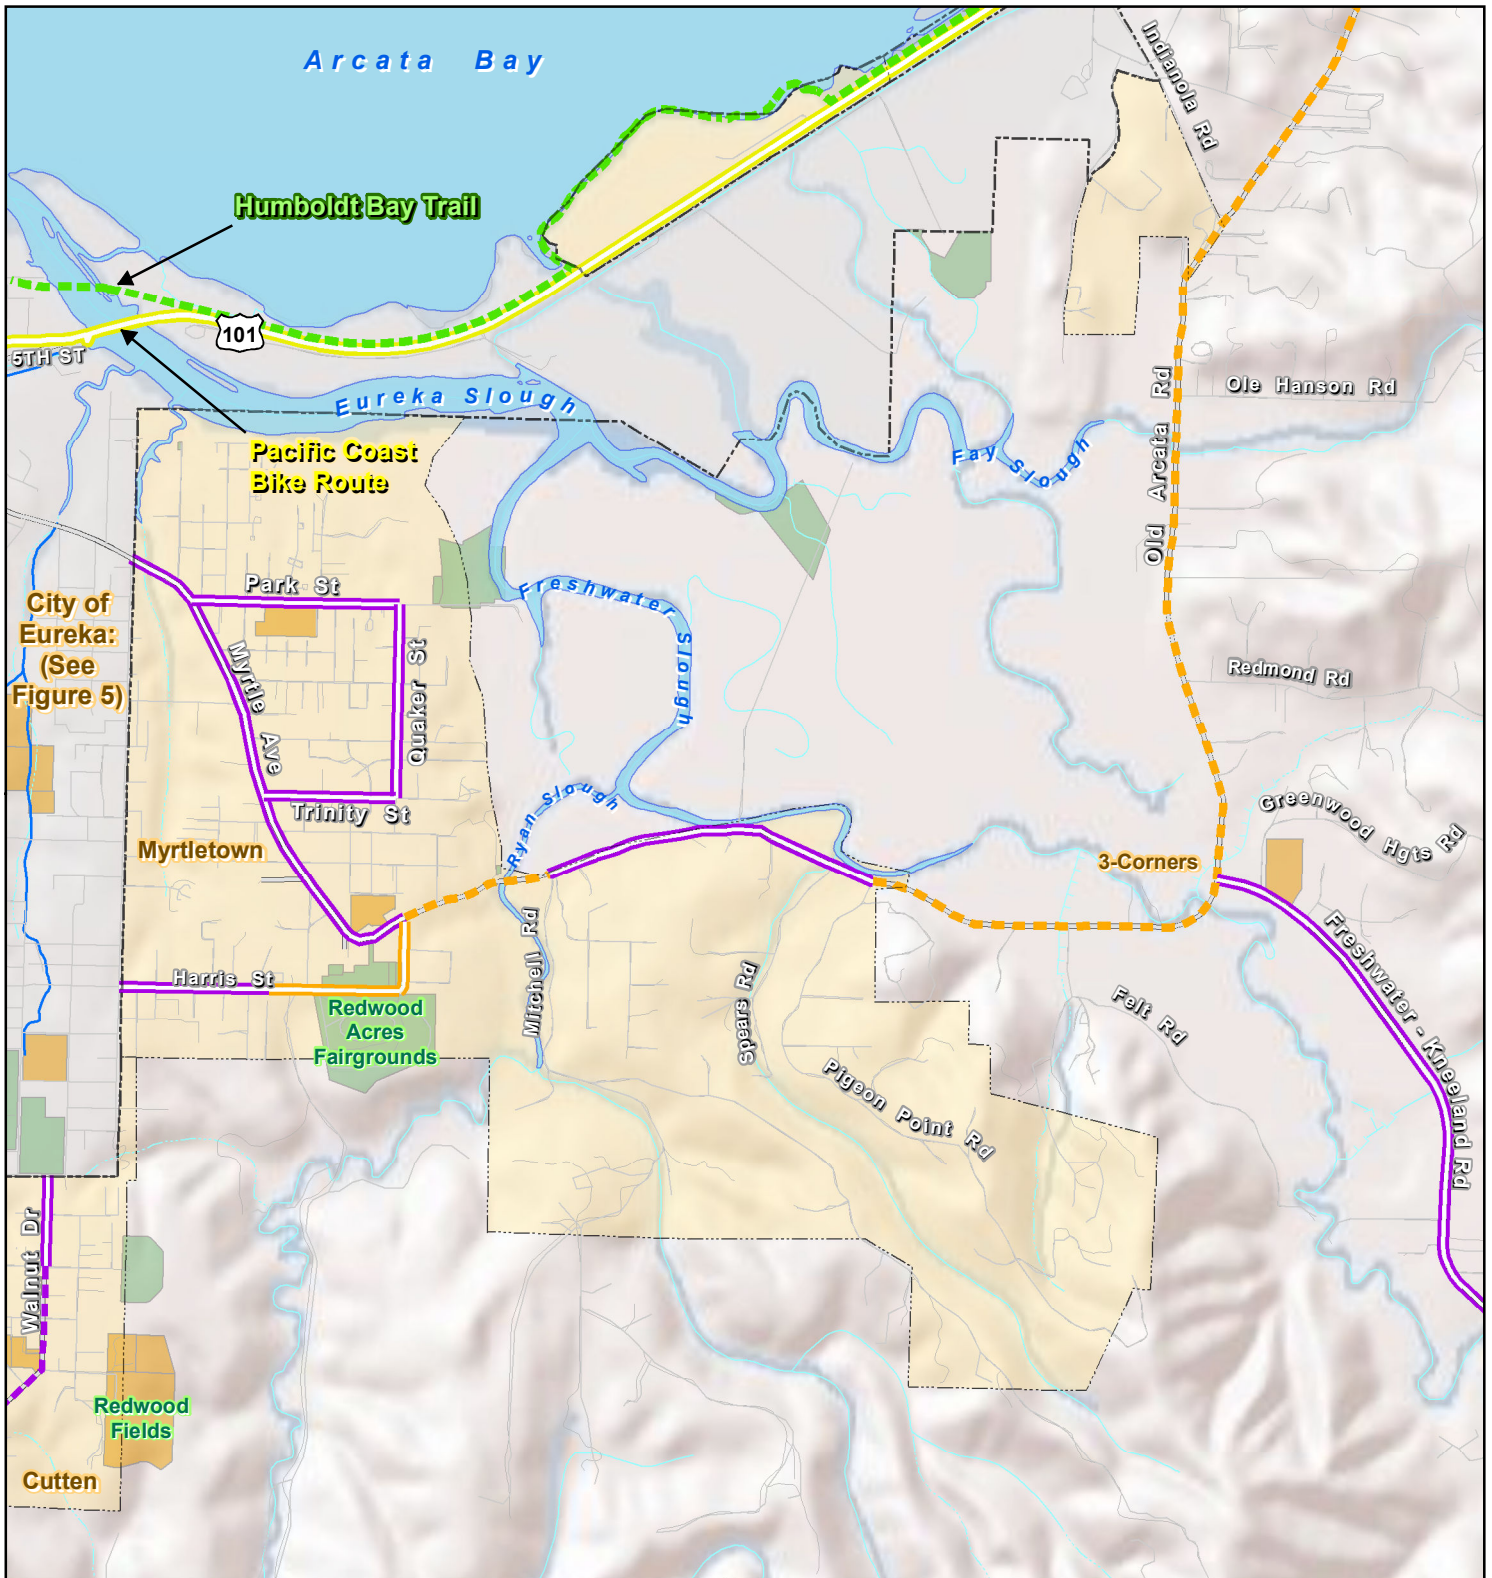 Arcata Bay
Indianola Rd
Humboldt Bay Trail
101
5TH ST
Ole Hanson Rd
Eureka Slough
Old Arcata Rd
Pacific Coast
Bike Route
Fay Slough
Park St
Freshwater Slough
City of
Eureka:
(See
Figure 5)
Myrtle Ave
Quaker St
Redmond Rd
Trinity St
Ryan Slough
Greenwood Hgts Rd
Myrtletown
3-Corners
Mitchell Rd
Freshwater - Kneeland Rd
Harris St
Spears Rd
Felt Rd
Redwood
Acres
Fairgrounds
Pigeon Point Rd
Walnut Dr
Redwood
Fields
Cutten